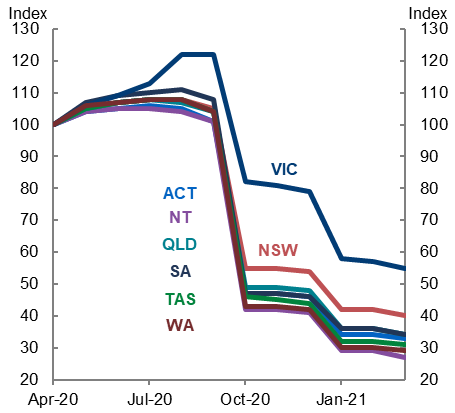 Index Index
130 130
120 120
110 110
100 100
90 90
80 80
70 70
60 60
50 50
40 40
30 30
20 20
VIC
ACT
NT
QLD
NSW
SA
TAS
WA
Apr-20 Jul-20 Oct-20 Jan-21